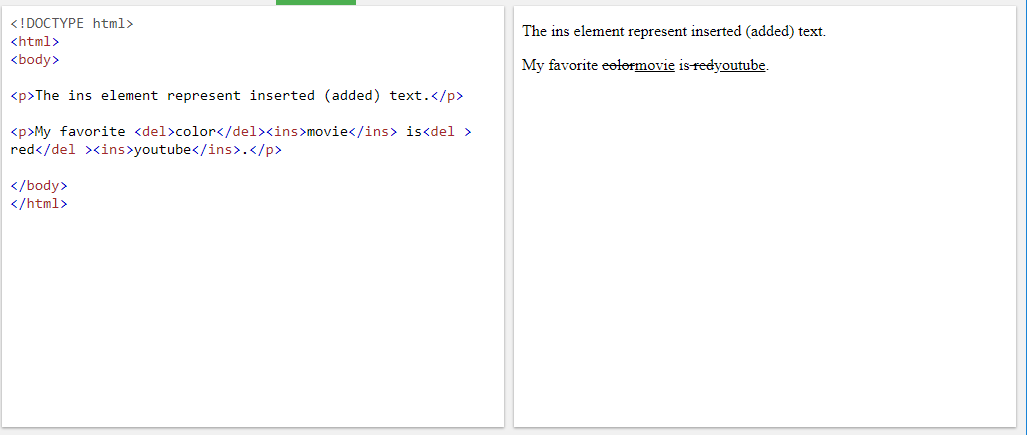 <!DOCTYPE html>
<html>
<body>
<p>The ins element represent inserted (added) text.</p>
<p>My favorite <del>color</del><ins>movie</ins> is<del >
red</del ><ins>youtube</ins>.</p>
</body>
</html>
The ins element represent inserted (added) text.
My favorite colormovie is redyoutube.